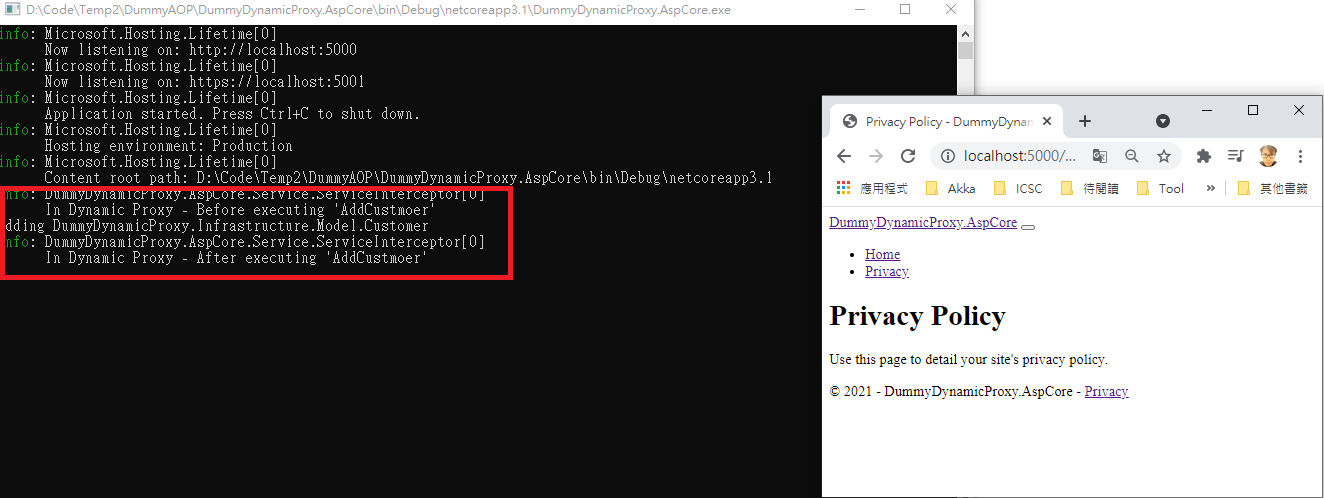 D:\Code\Temp2\DummyAOP\DummyDynamicProxy.AspCore\bin\Debug\netcoreapp3.1\DummyDynamicProxy.AspCore.exe
info: Microsoft.Hosting.Lifetime[0]
Now listening on: http://localhost:5000
info: Microsoft.Hosting.Lifetime[0]
Now listening on: https://localhost:5001
info: Microsoft.Hosting.Lifetime[0]
Application started. Press Ctrl+C to shut down.
info: Microsoft.Hosting.Lifetime[0]
Hosting environment: Production
info: Microsoft.Hosting.Lifetime[0]
Content root path: D:\Code\Temp2\DummyAOP\DummyDynamicProxy.AspCore\bin\Debug\netcoreapp3.1
info: DummyDynamicProxy.AspCore.Service.ServiceInterceptor[0]
In Dynamic Proxy - Before executing 'AddCustmoer'
dding DummyDynamicProxy.Infrastructure.Model.Customer
nfo: DummyDynamicProxy.AspCore.Service.ServiceInterceptor[0]
In Dynamic Proxy - After executing 'AddCustmoer'
Privacy Policy - DummyDynan
localhost:5000/...
應用程式 Akka ICSC 待閱讀 Tool » 其他書籤
DummyDynamicProxy.AspCore
Home
Privacy
Privacy Policy
Use this page to detail your site's privacy policy.
© 2021 - DummyDynamicProxy.AspCore - Privacy